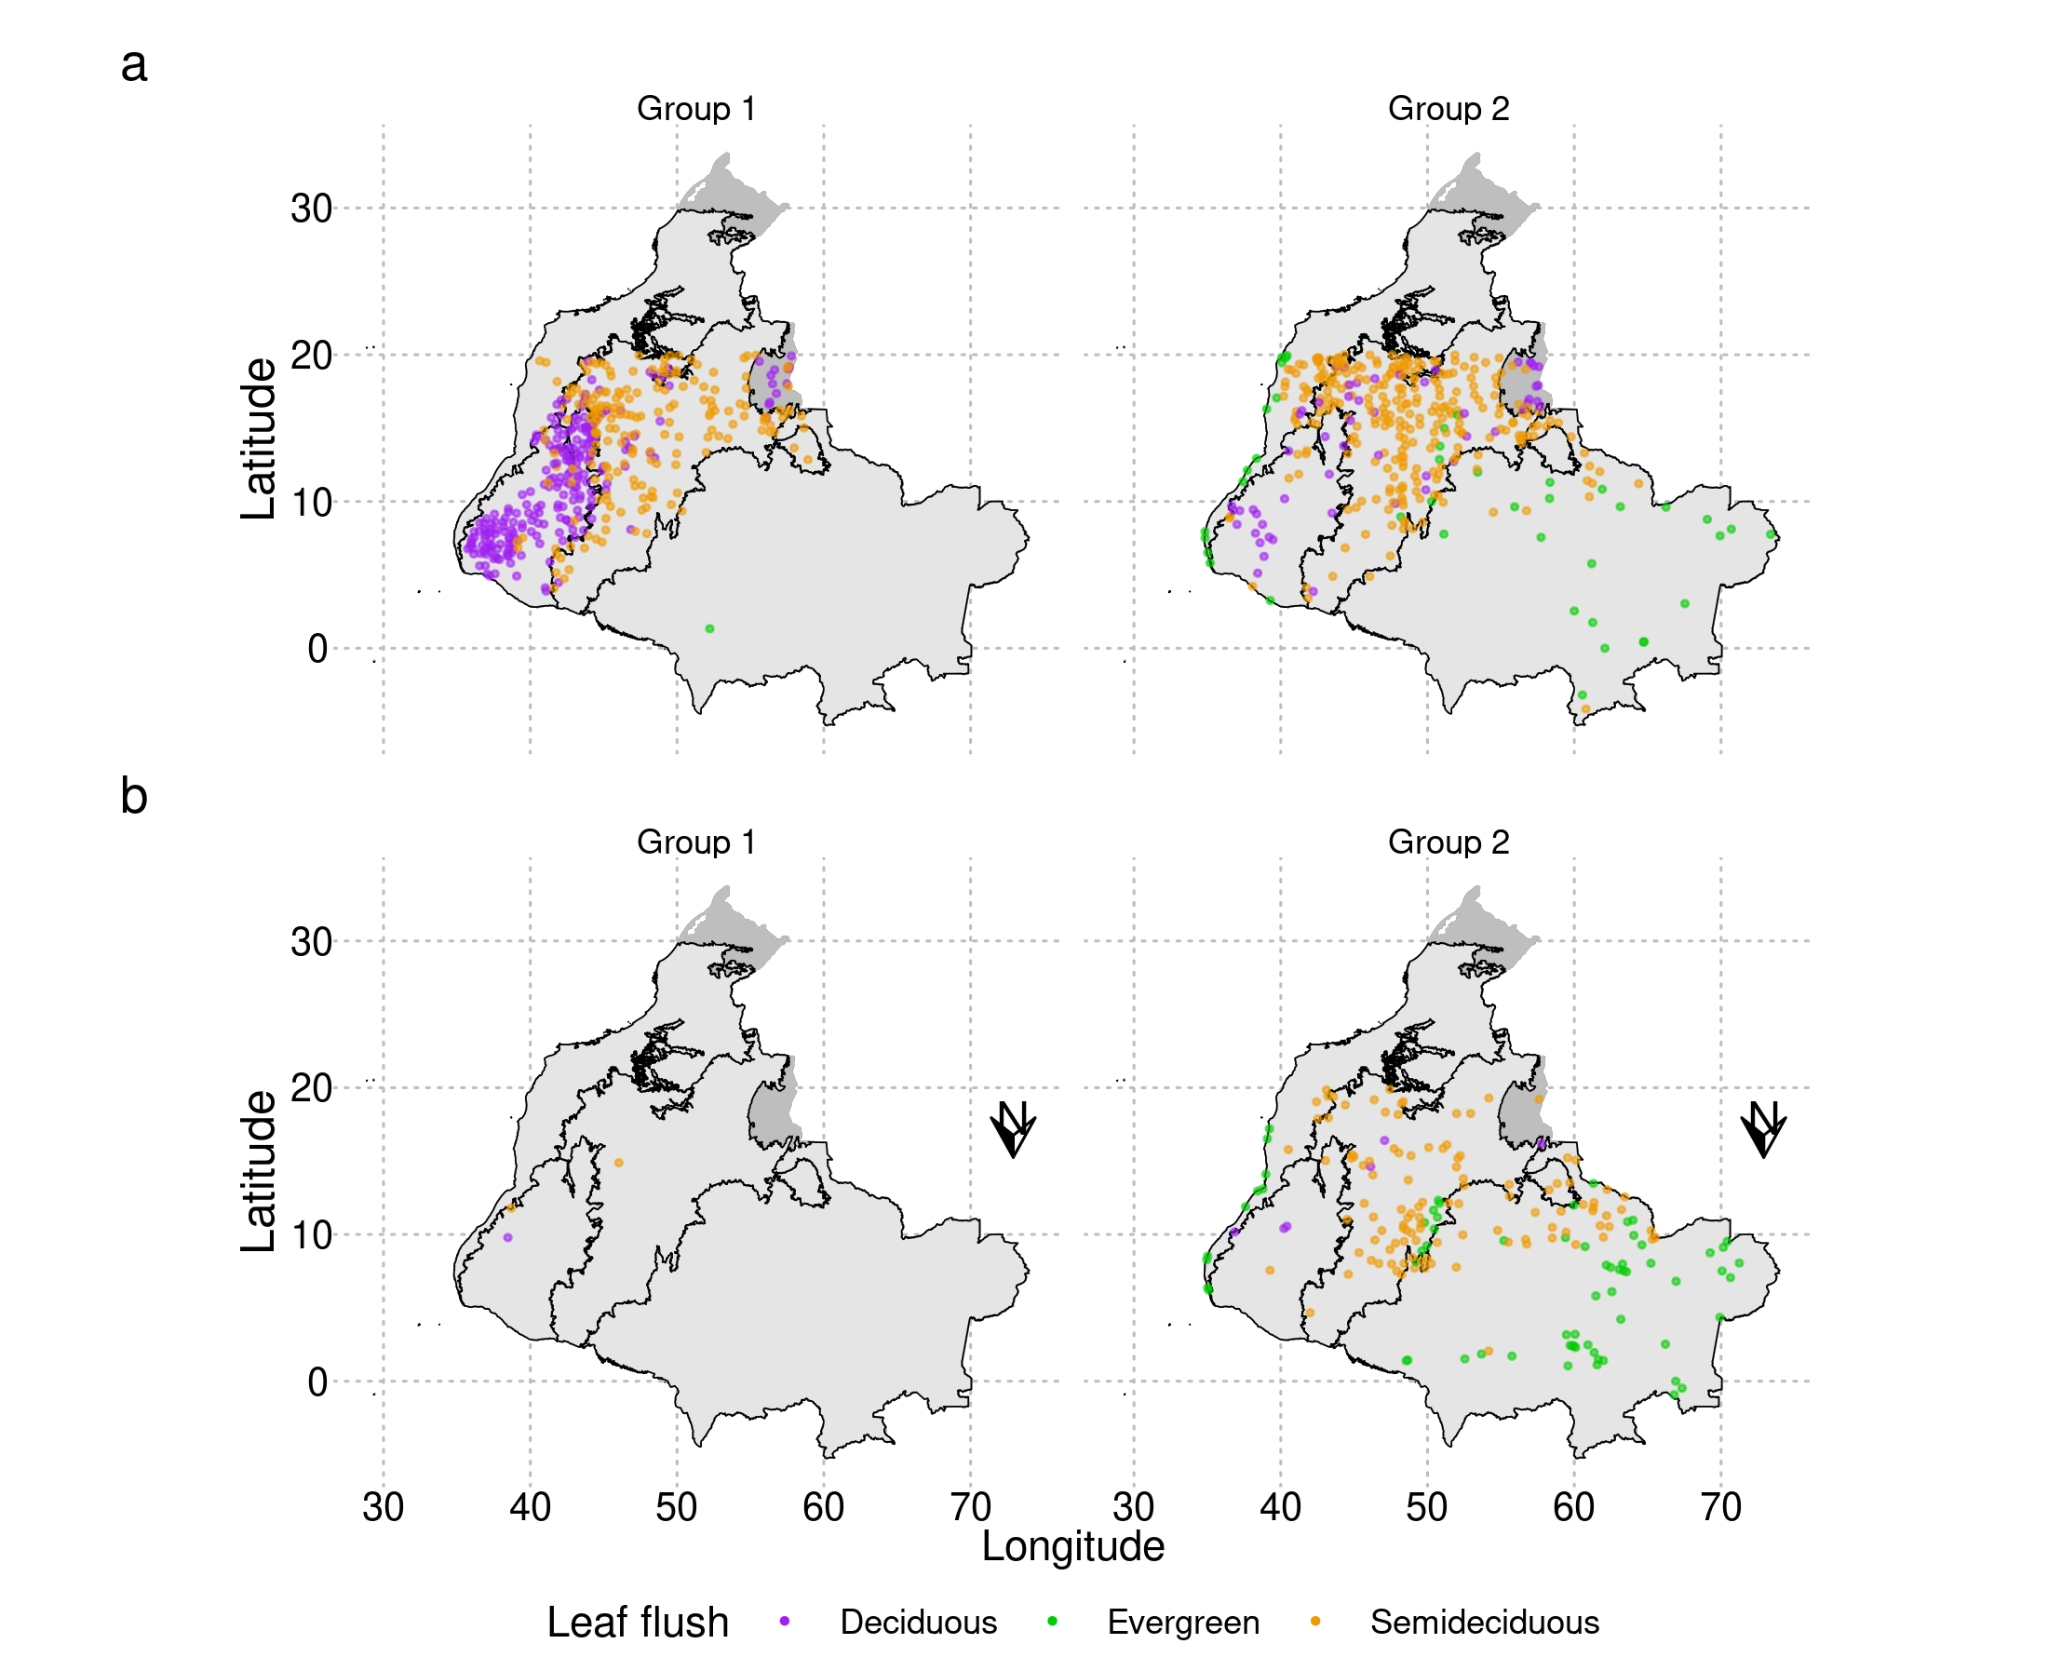 a
Group 1
Group 2
30
20
10
0
Latitude
b
Group 1
Group 2
30
20
10
0
Latitude
N
N
30
40
50
60
70
30
40
50
60
70
Longitude
Leaf flush
Deciduous
Evergreen
Semideciduous